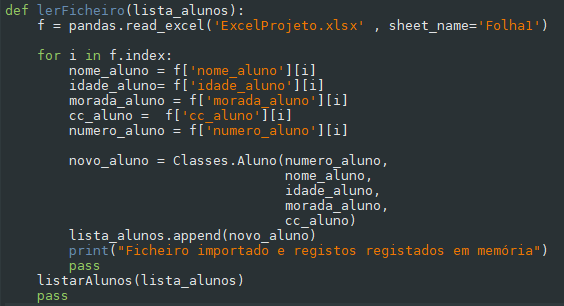 def lerFicheiro(lista_alunos):
    f = pandas.read_excel('ExcelProjeto.xlsx' , sheet_name='Folha1')
    for i in f.index:
        nome_aluno = f['nome_aluno'][i]
        idade_aluno= f['idade_aluno'][i]
        morada_aluno = f['morada_aluno'][i]
        cc_aluno =  f['cc_aluno'][i]
        numero_aluno = f['numero_aluno'][i]
        novo_aluno = Classes.Aluno(numero_aluno,
                                   nome_aluno,
                                   idade_aluno,
                                   morada_aluno,
                                   cc_aluno)
        lista_alunos.append(novo_aluno)
        print("Ficheiro importado e registos registados em memória")
        pass
    listarAlunos(lista_alunos)
    pass